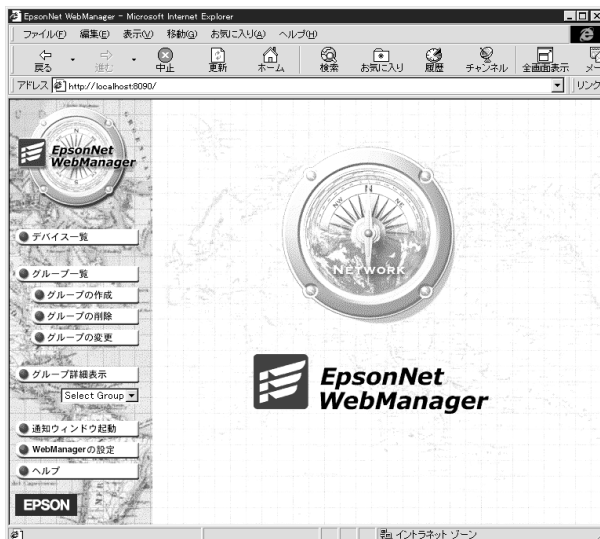 EpsonNet WebManager - Microsoft Internet Explorer
ファイル(F) 編集(E) 表示(V) 移動(G) お気に入り(A) ヘルプ(H)
戻る 進む 中止 更新 ホーム 検索 お気に入り 履歴 チャンネル 全画面表示 メー
アドレス http://localhost:8090/ リンク
N
EpsonNet
WebManager
デバイス一覧
グループ一覧
グループの作成
グループの削除
グループの変更
グループ詳細表示
Select Group
通知ウィンドウ起動
WebManagerの設定
ヘルプ
EPSON
NW N NE
NETWORK
EpsonNet
WebManager
イントラネット ゾーン